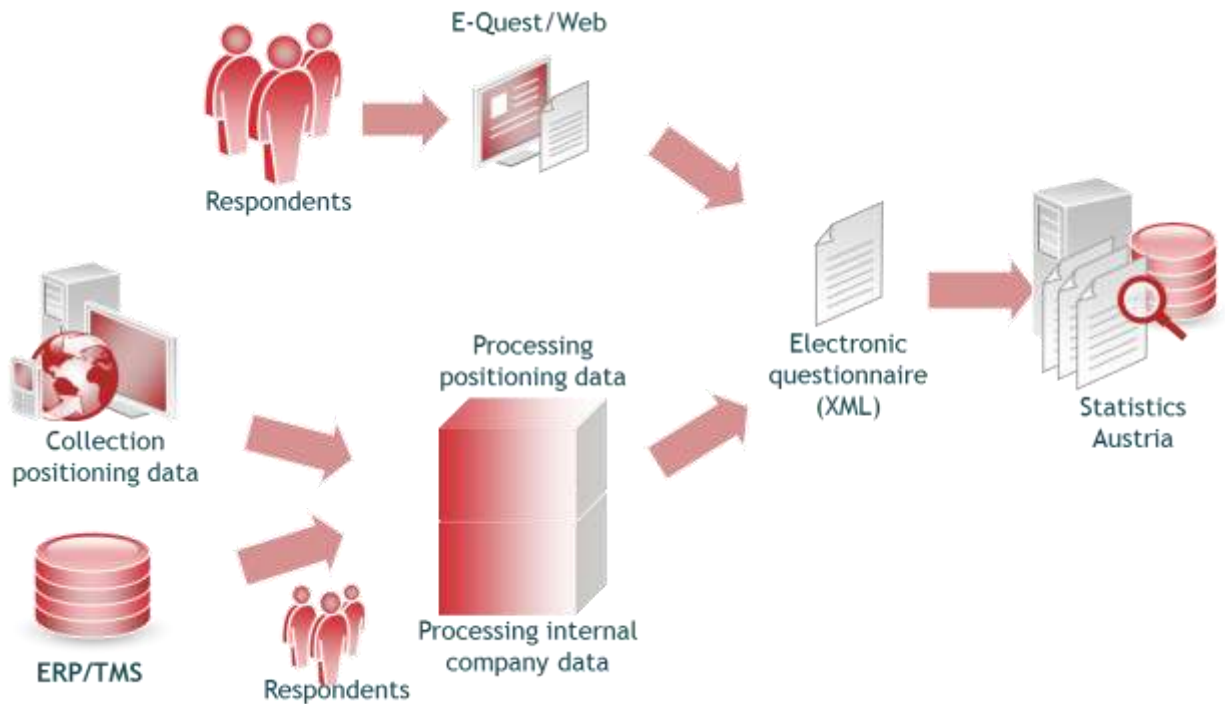 E-Quest/Web
Respondents
Collection
positioning data
Processing
positioning data
Electronic
questionnaire
(XML)
Statistics
Austria
ERP/TMS
Respondents
Processing internal
company data